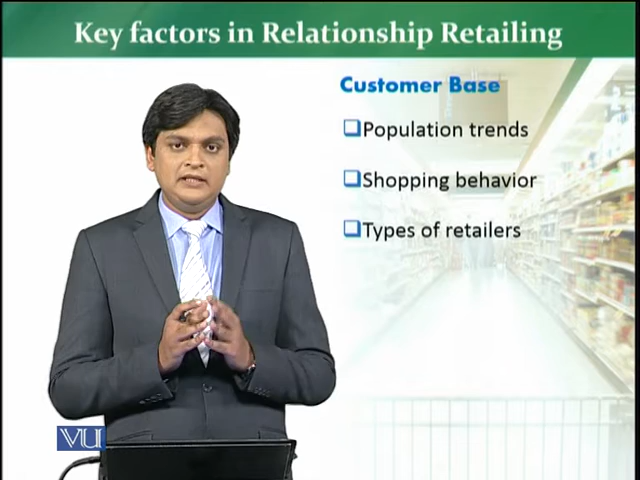 Key factors in Relationship Retailing
Customer Base
Population trends
Shopping behavior
Types of retailers
VU